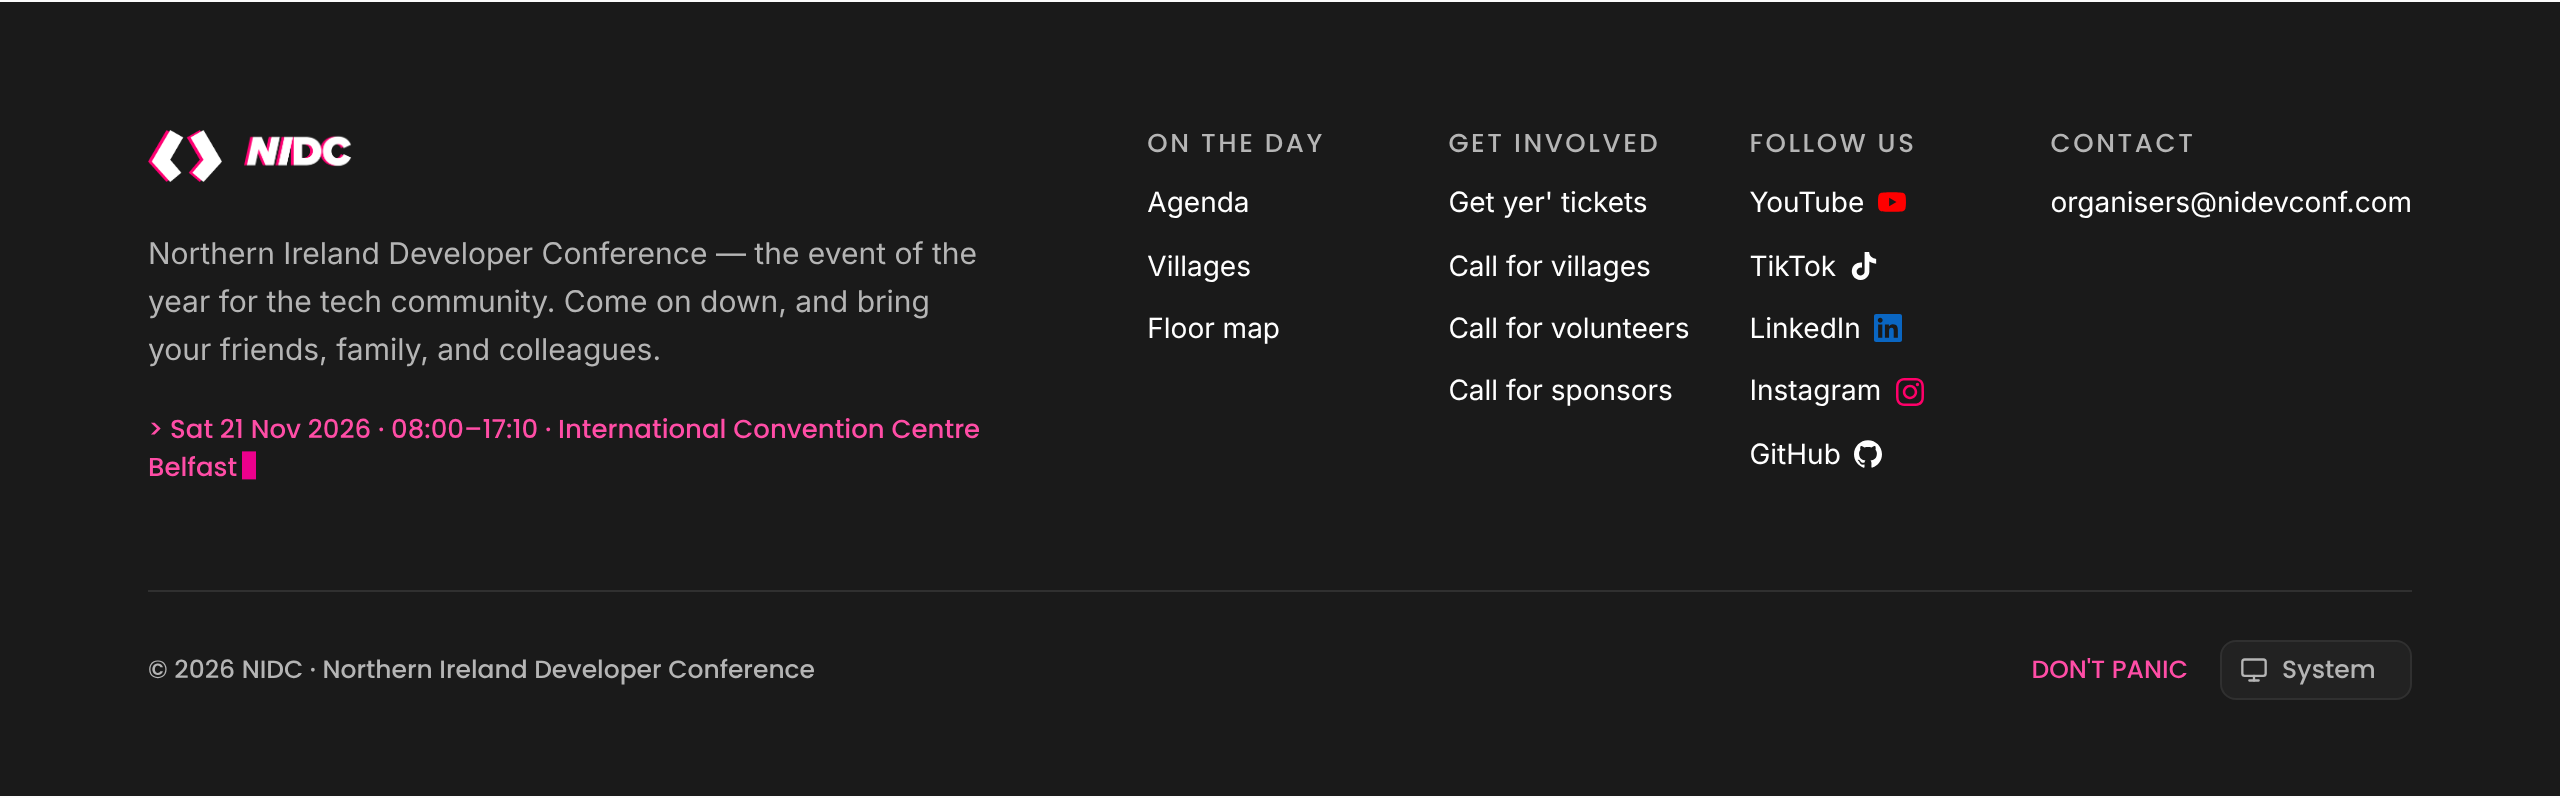 NIDC
Northern Ireland Developer Conference — the event of the
year for the tech community. Come on down, and bring
your friends, family, and colleagues.
> Sat 21 Nov 2026 · 08:00–17:10 · International Convention Centre
Belfast
ON THE DAY
Agenda
Villages
Floor map
GET INVOLVED
Get yer' tickets
Call for villages
Call for volunteers
Call for sponsors
FOLLOW US
YouTube
TikTok
LinkedIn
Instagram
GitHub
CONTACT
organisers@nidevconf.com
© 2026 NIDC · Northern Ireland Developer Conference
DON'T PANIC
System